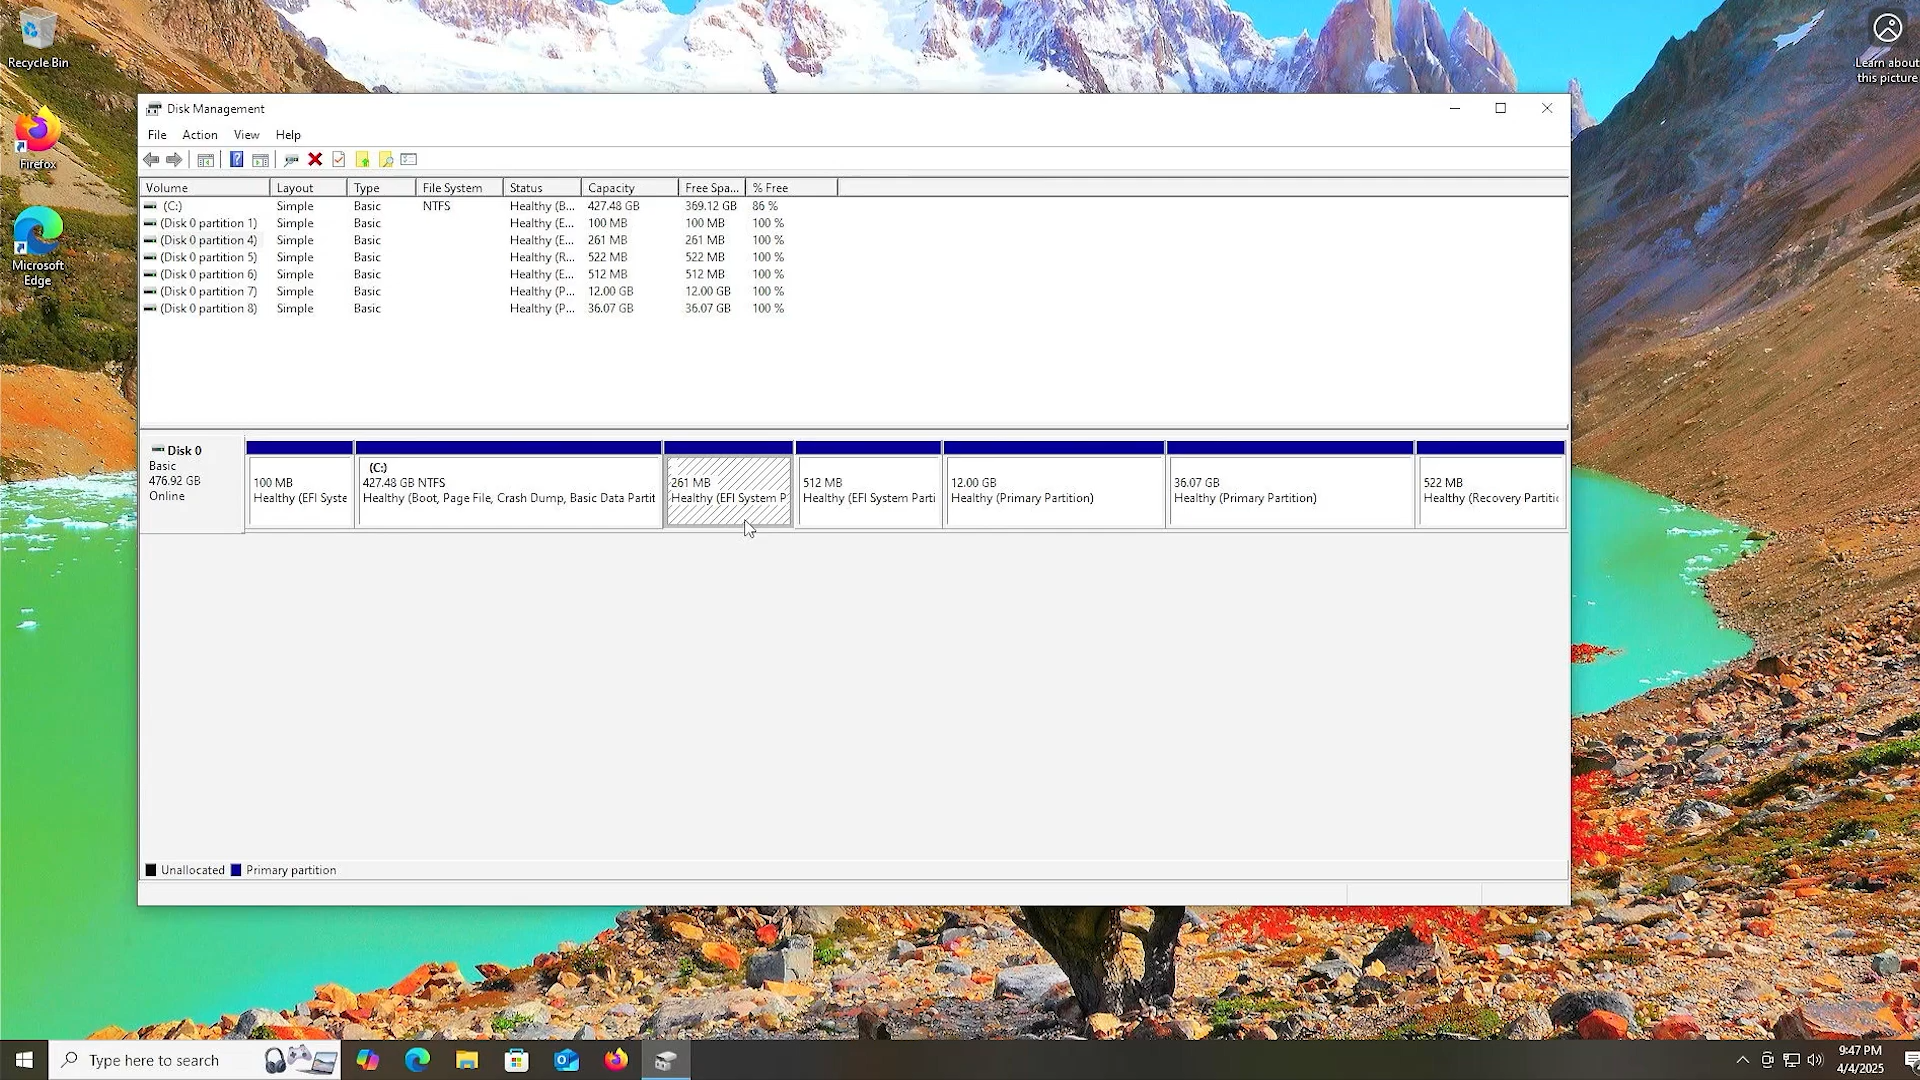 Recycle Bin
Learn about
this picture
Firefox
Microsoft
Edge
Disk Management
File Action View Help
Volume Layout Type File System Status Capacity Free Spa... % Free
(C:) Simple Basic NTFS Healthy (B... 427.48 GB 369.12 GB 86 %
(Disk 0 partition 1) Simple Basic Healthy (E... 100 MB 100 MB 100 %
(Disk 0 partition 4) Simple Basic Healthy (E... 261 MB 261 MB 100 %
(Disk 0 partition 5) Simple Basic Healthy (R... 522 MB 522 MB 100 %
(Disk 0 partition 6) Simple Basic Healthy (E... 512 MB 512 MB 100 %
(Disk 0 partition 7) Simple Basic Healthy (P... 12.00 GB 12.00 GB 100 %
(Disk 0 partition 8) Simple Basic Healthy (P... 36.07 GB 36.07 GB 100 %
Disk 0
Basic
476.92 GB
Online
100 MB
Healthy (EFI Syste
(C:)
427.48 GB NTFS
Healthy (Boot, Page File, Crash Dump, Basic Data Partit
261 MB
Healthy (EFI System P
512 MB
Healthy (EFI System Parti
12.00 GB
Healthy (Primary Partition)
36.07 GB
Healthy (Primary Partition)
522 MB
Healthy (Recovery Partitic
Unallocated Primary partition
Type here to search
9:47 PM
4/4/2025